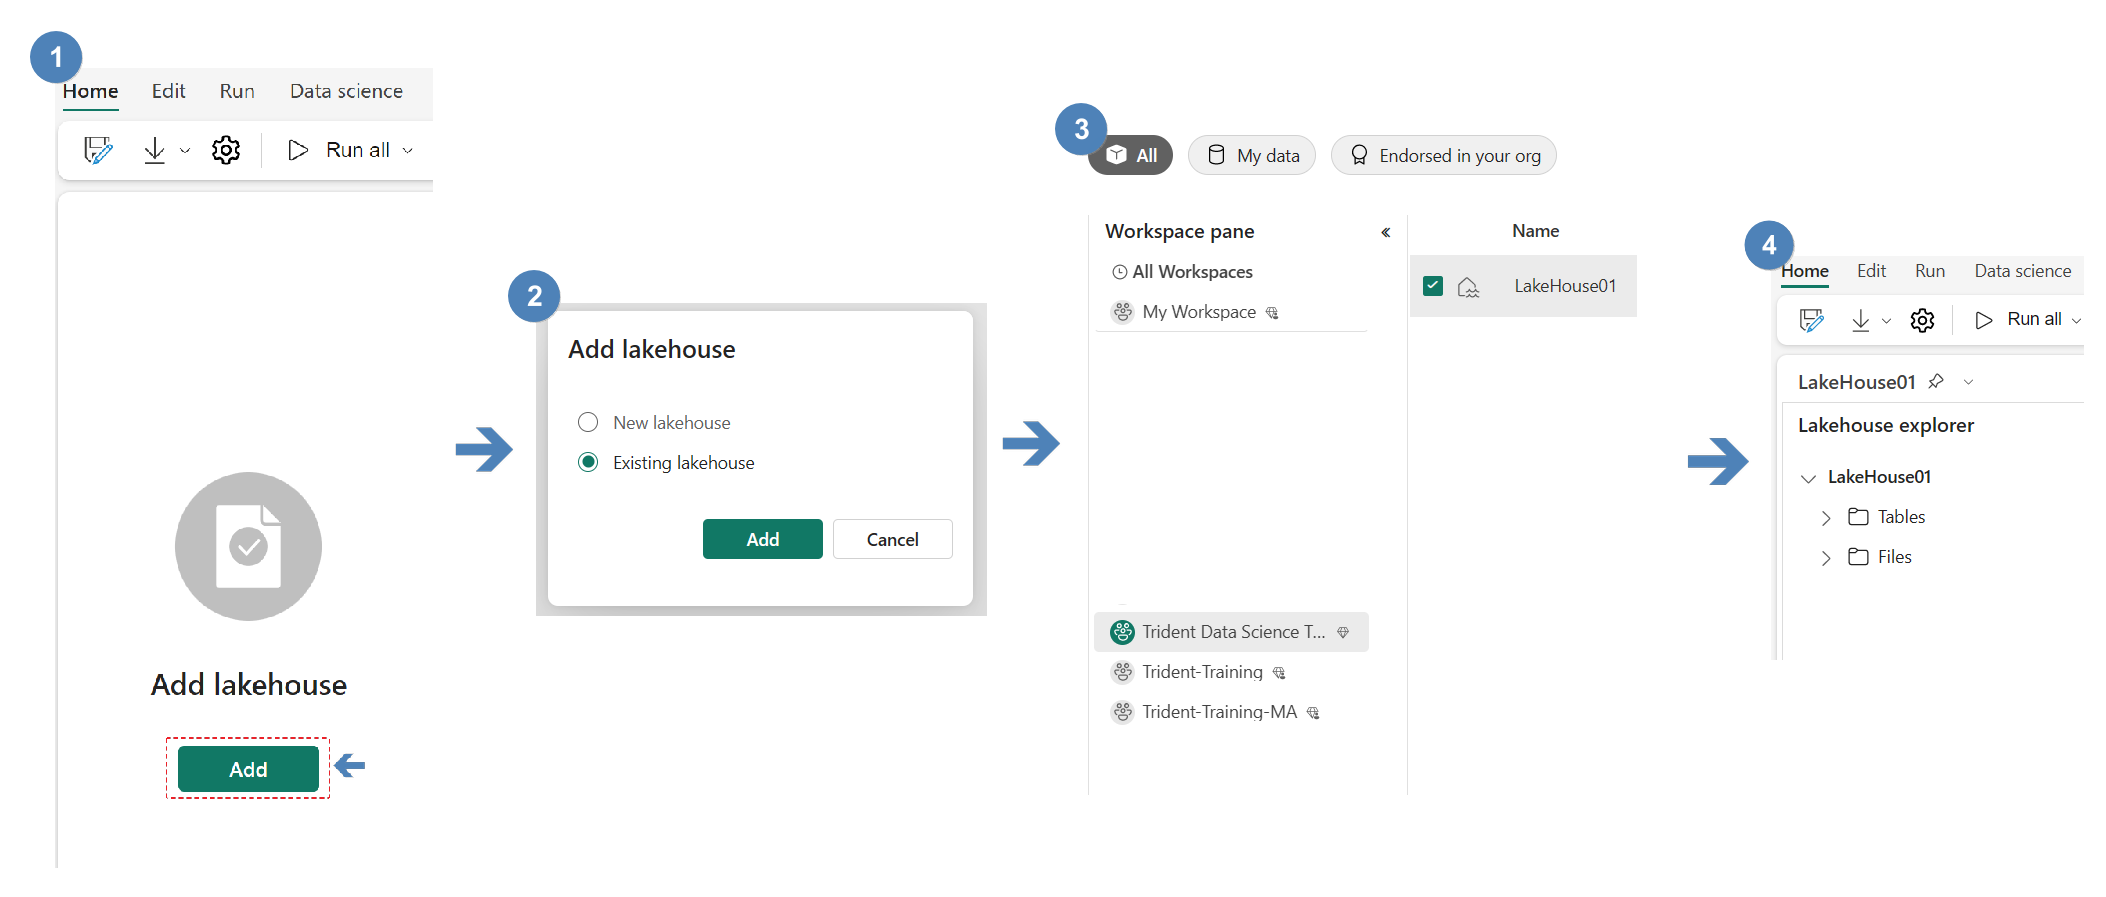 1
Home Edit Run Data science
Run all
Add lakehouse
Add
2
Add lakehouse
New lakehouse
Existing lakehouse
Add Cancel
3
All My data Endorsed in your org
Workspace pane
All Workspaces
My Workspace
Trident Data Science T...
Trident-Training
Trident-Training-MA
Name
LakeHouse01
4
Home Edit Run Data science
Run all
LakeHouse01
Lakehouse explorer
LakeHouse01
Tables
Files